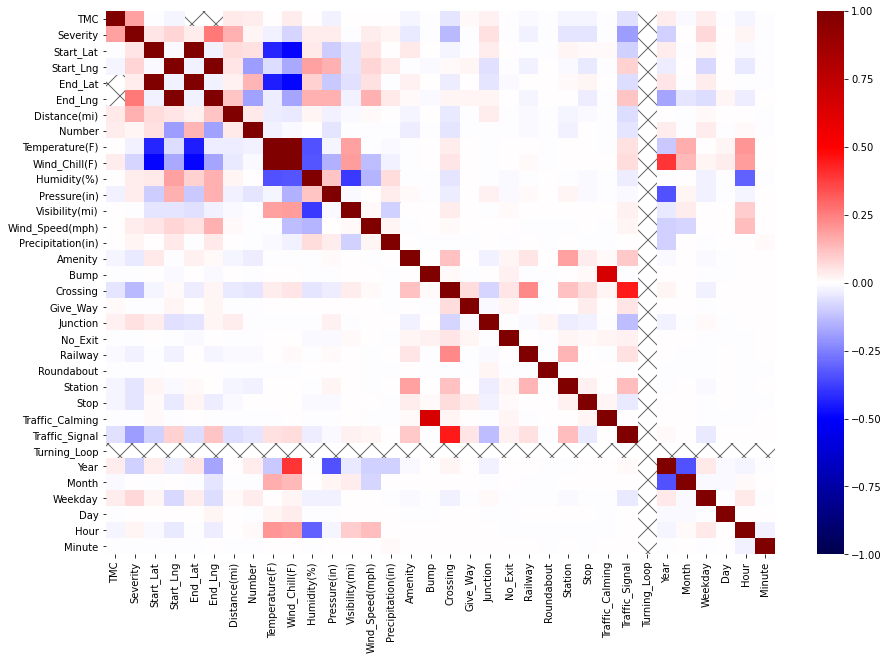 TMC
Severity
Start_Lat
Start_Lng
End_Lat
End_Lng
Distance(mi)
Number
Temperature(F)
Wind_Chill(F)
Humidity(%)
Pressure(in)
Visibility(mi)
Wind_Speed(mph)
Precipitation(in)
Amenity
Bump
Crossing
Give_Way
Junction
No_Exit
Railway
Roundabout
Station
Stop
Traffic_Calming
Traffic_Signal
Turning_Loop
Year
Month
Weekday
Day
Hour
Minute
TMC
Severity
Start_Lat
Start_Lng
End_Lat
End_Lng
Distance(mi)
Number
Temperature(F)
Wind_Chill(F)
Humidity(%)
Pressure(in)
Visibility(mi)
Wind_Speed(mph)
Precipitation(in)
Amenity
Bump
Crossing
Give_Way
Junction
No_Exit
Railway
Roundabout
Station
Stop
Traffic_Calming
Traffic_Signal
Turning_Loop
Year
Month
Weekday
Day
Hour
Minute
1.00
0.75
0.50
0.25
0.00
−0.25
−0.50
−0.75
−1.00